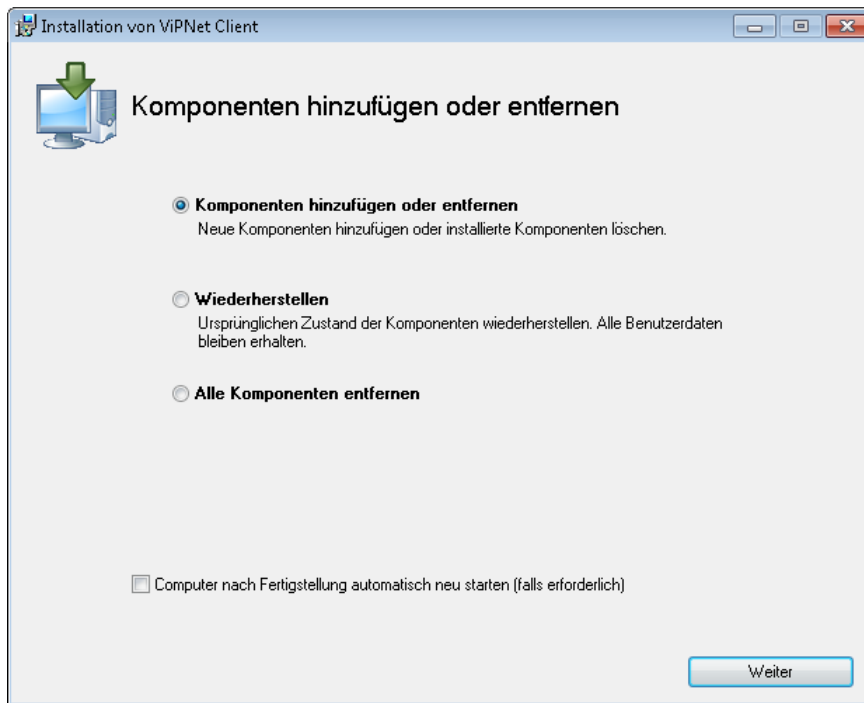 Installation von ViPNet Client
Komponenten hinzufügen oder entfernen
Komponenten hinzufügen oder entfernen
Neue Komponenten hinzufügen oder installierte Komponenten löschen.
Wiederherstellen
Ursprünglichen Zustand der Komponenten wiederherstellen. Alle Benutzerdaten
bleiben erhalten.
Alle Komponenten entfernen
Computer nach Fertigstellung automatisch neu starten (falls erforderlich)
Weiter